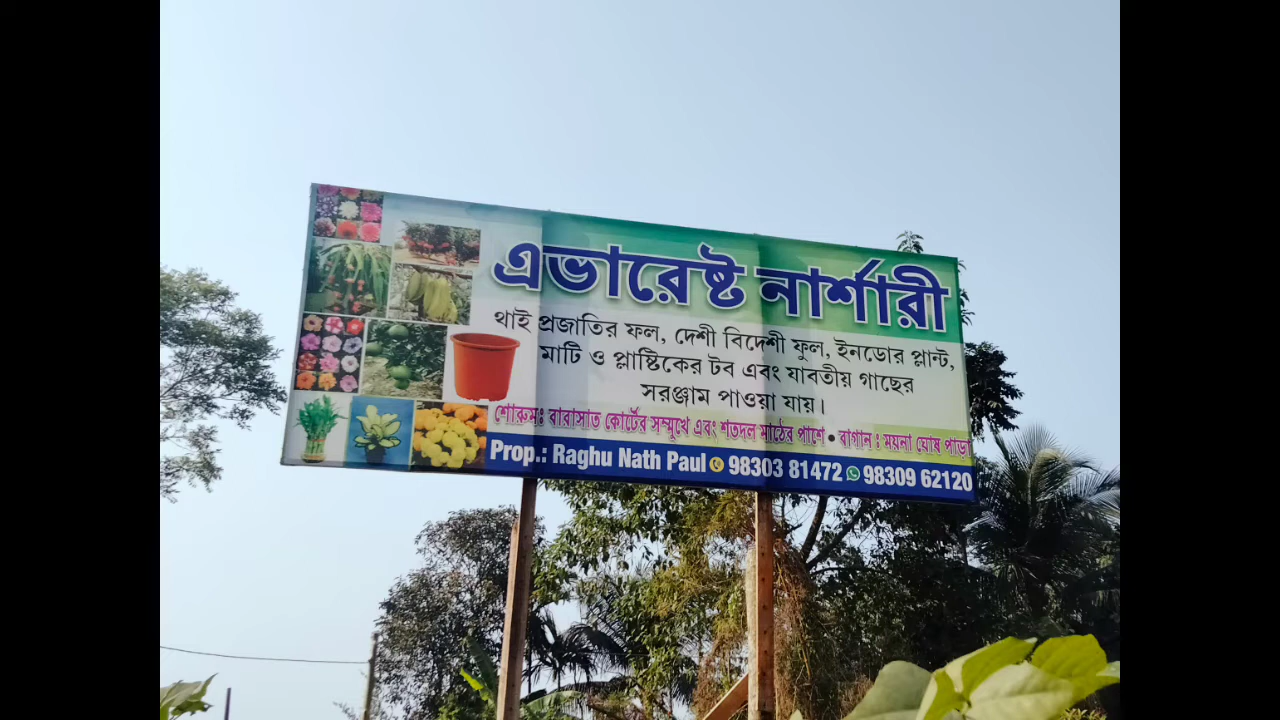 এভারেষ্ট নার্শারী
থাই প্রজাতির ফল, দেশী বিদেশী ফুল, ইনডোর প্লান্ট,
মাটি ও প্লাষ্টিকের টব এবং যাবতীয় গাছের
সরঞ্জাম পাওয়া যায়।
শোরুমঃ বারাসাত কোর্টের সম্মুখে এবং শতদল মাঠের পাশে • বাগান : ময়না ঘোষ পাড়া
Prop.: Raghu Nath Paul 98303 81472 98309 62120